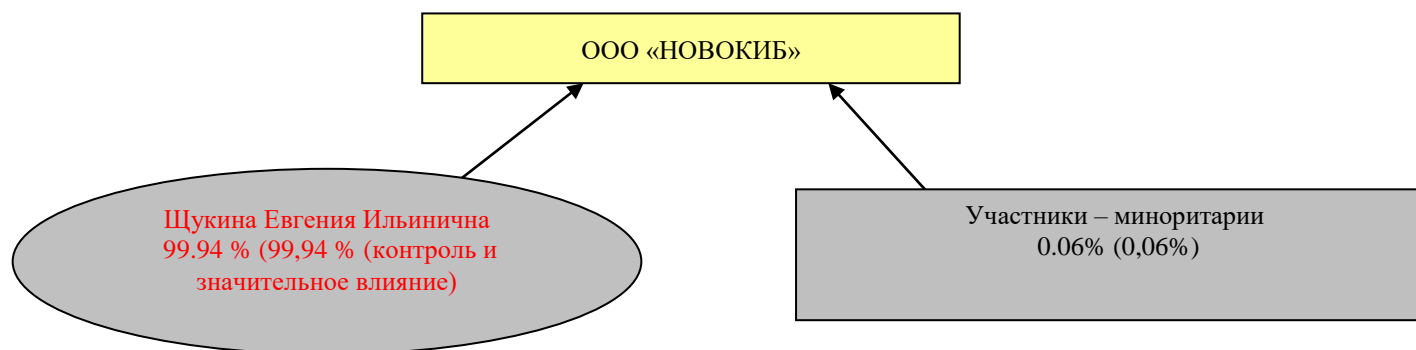 ООО «НОВОКИБ»
Щукина Евгения Ильинична
99.94 % (99,94 % (контроль и
значительное влияние)
Участники – миноритарии
0.06% (0,06%)